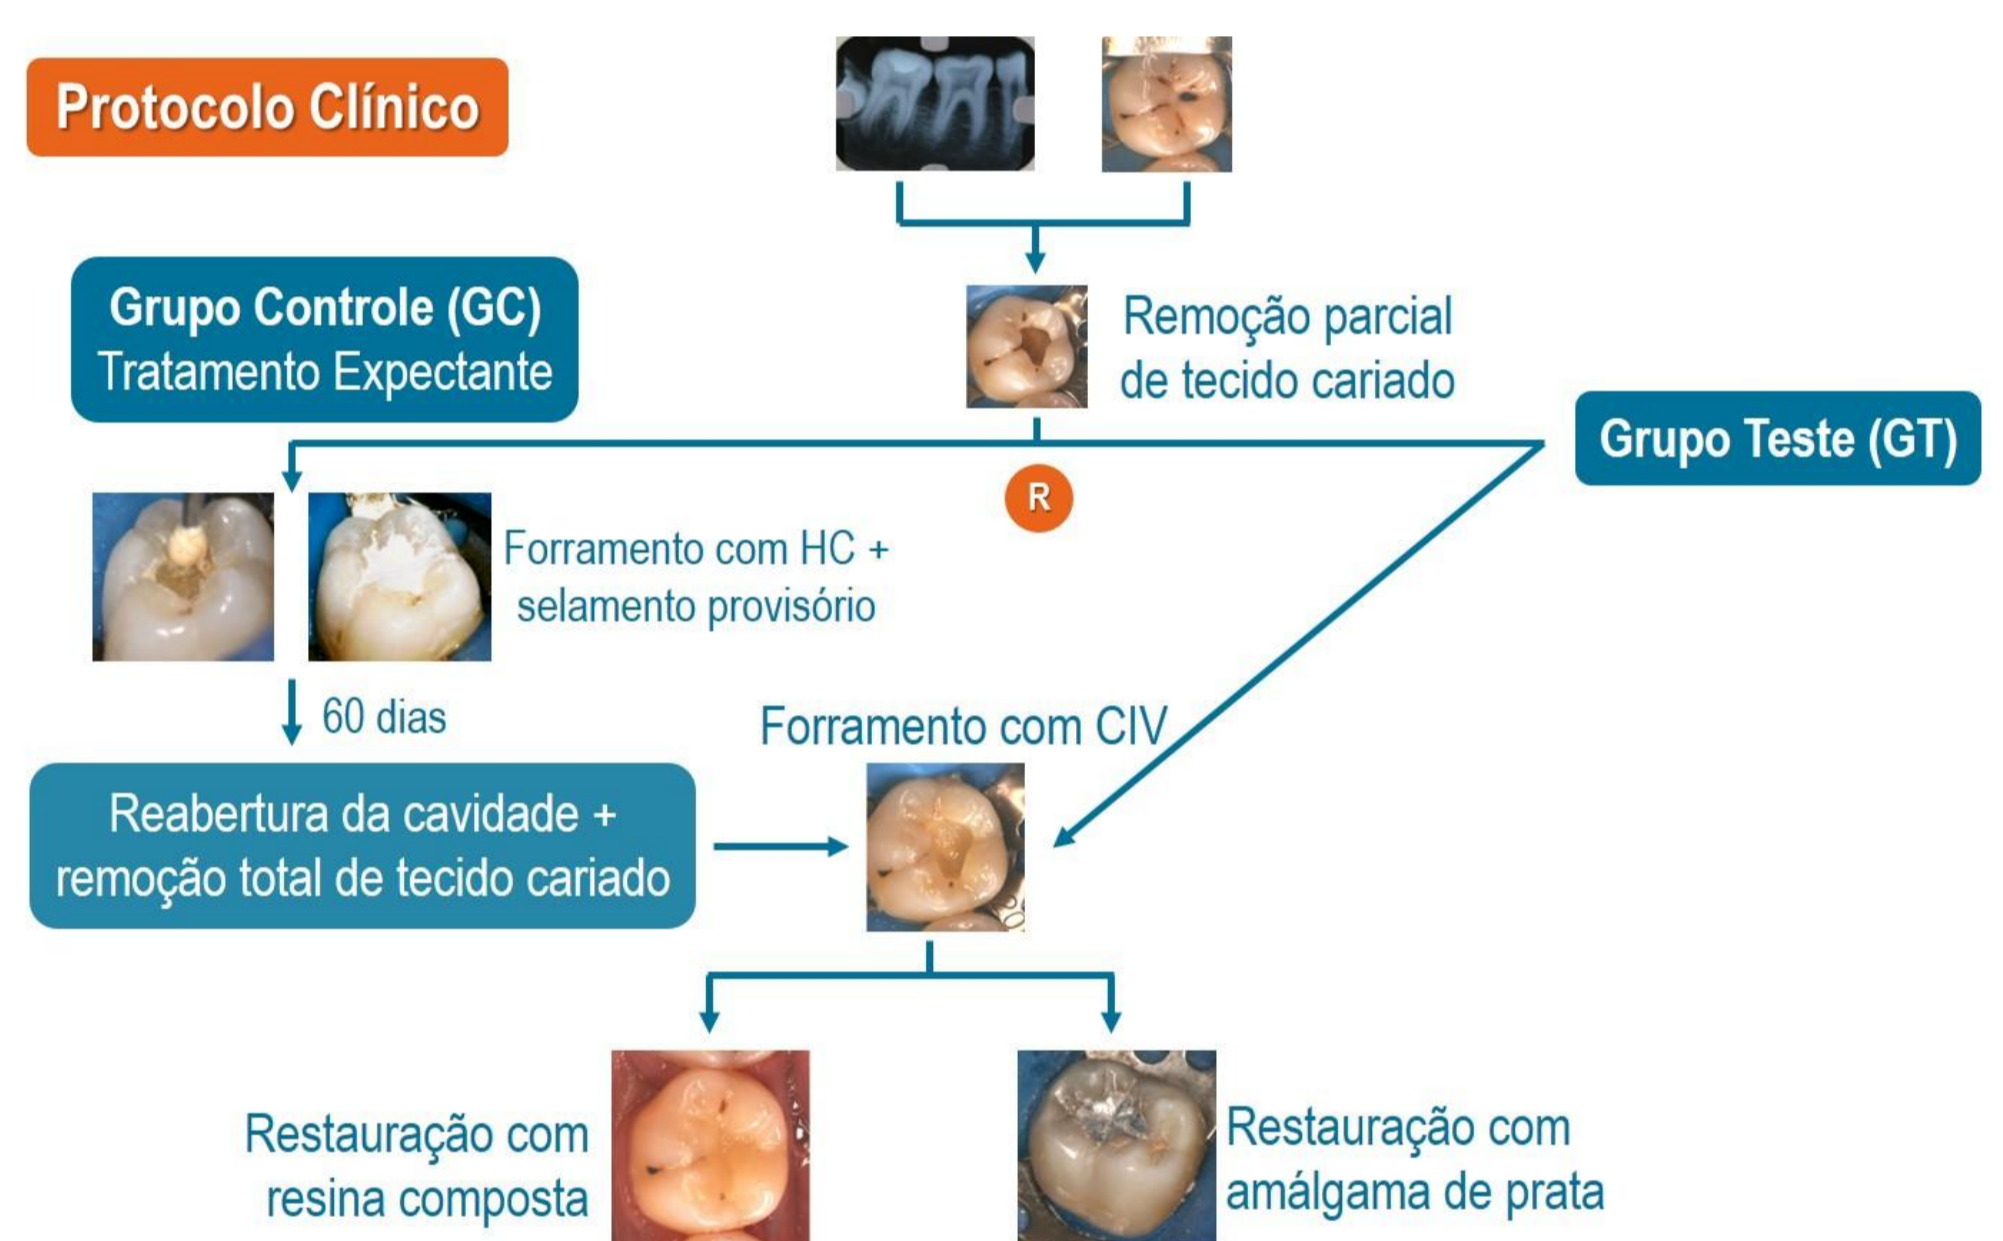 Protocolo Clínico
Grupo Controle (GC)
Tratamento Expectante
Remoção parcial
de tecido cariado
Grupo Teste (GT)
R
Forramento com HC +
selamento provisório
60 dias
Forramento com CIV
Reabertura da cavidade +
remoção total de tecido cariado
Restauração com
resina composta
Restauração com
amálgama de prata